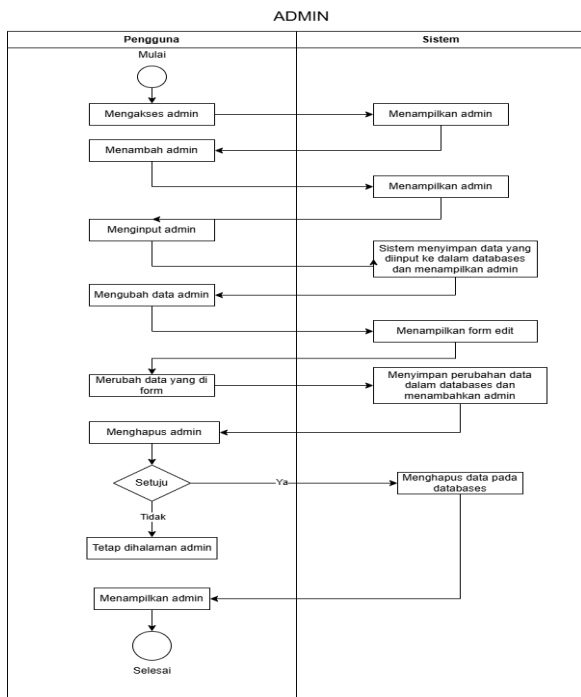 ADMIN
Pengguna
Sistem
Mulai
Mengakses admin
Menampilkan admin
Menambah admin
Menampilkan admin
Menginput admin
Sistem menyimpan data yang
diinput ke dalam databases
dan menampilkan admin
Mengubah data admin
Menampilkan form edit
Merubah data yang di
form
Menyimpan perubahan data
dalam databases dan
menambahkan admin
Menghapus admin
Setuju
Ya
Menghapus data pada
databases
Tidak
Tetap dihalaman admin
Menampilkan admin
Selesai